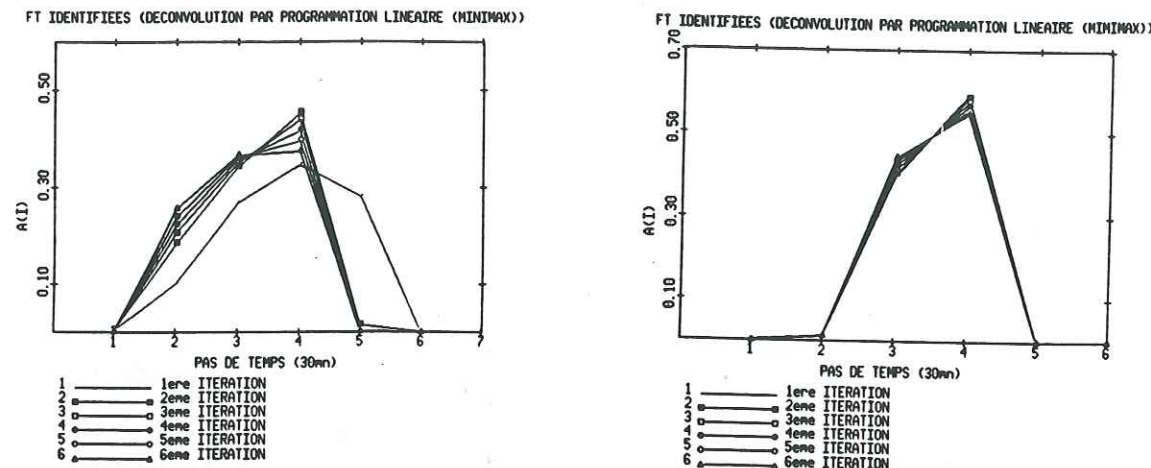 FT IDENTIFIEES (DECONVOLUTION PAR PROGRAMMATION LINEAIRE (MINIMAX))
0.50
0.30
0.10
A(I)
1 2 3 4 5 6 7
PAS DE TEMPS (30mn)
1 1ere ITERATION
2 2eme ITERATION
3 3eme ITERATION
4 4eme ITERATION
5 5eme ITERATION
6 6eme ITERATION
FT IDENTIFIEES (DECONVOLUTION PAR PROGRAMMATION LINEAIRE (MIMIMAX))
0.70
0.50
0.30
0.10
A(I)
1 2 3 4 5 6
PAS DE TEMPS (30mn)
1 1ere ITERATION
2 2eme ITERATION
3 3eme ITERATION
4 4eme ITERATION
5 5eme ITERATION
6 6eme ITERATION